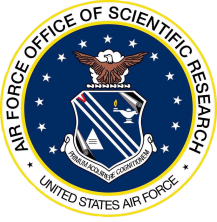 AIR FORCE OFFICE OF SCIENTIFIC RESEARCH
PRIMUM ACQUIRERE COGNITIONEM
UNITED STATES AIR FORCE